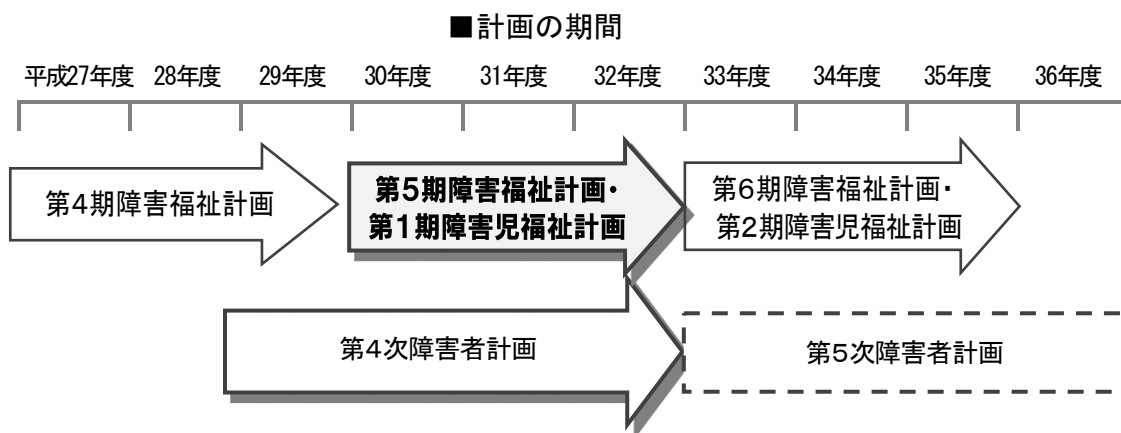 ■計画の期間
平成27年度 28年度 29年度 30年度 31年度 32年度 33年度 34年度 35年度 36年度
第4期障害福祉計画
第5期障害福祉計画・
第1期障害児福祉計画
第6期障害福祉計画・
第2期障害児福祉計画
第4次障害者計画
第5次障害者計画